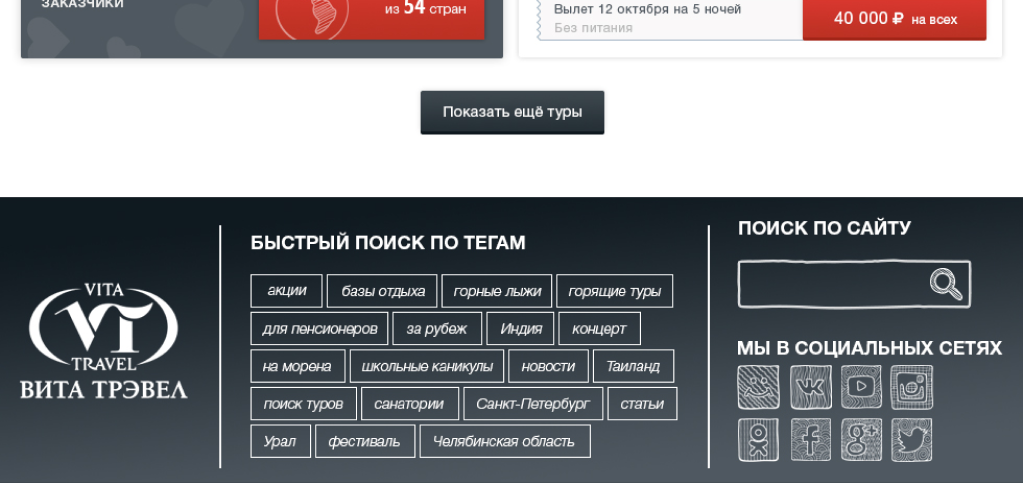 ЗАКАЗЧИКИ
из 54 стран
Вылет 12 октября на 5 ночей
Без питания
40 000 ₽ на всех
Показать ещё туры
VITA
VT
TRAVEL
ВИТА ТРЭВЕЛ
БЫСТРЫЙ ПОИСК ПО ТЕГАМ
акции базы отдыха горные лыжи горящие туры
для пенсионеров за рубеж Индия концерт
на морена школьные каникулы новости Таиланд
поиск туров санатории Санкт-Петербург статьи
Урал фестиваль Челябинская область
ПОИСК ПО САЙТУ
МЫ В СОЦИАЛЬНЫХ СЕТЯХ